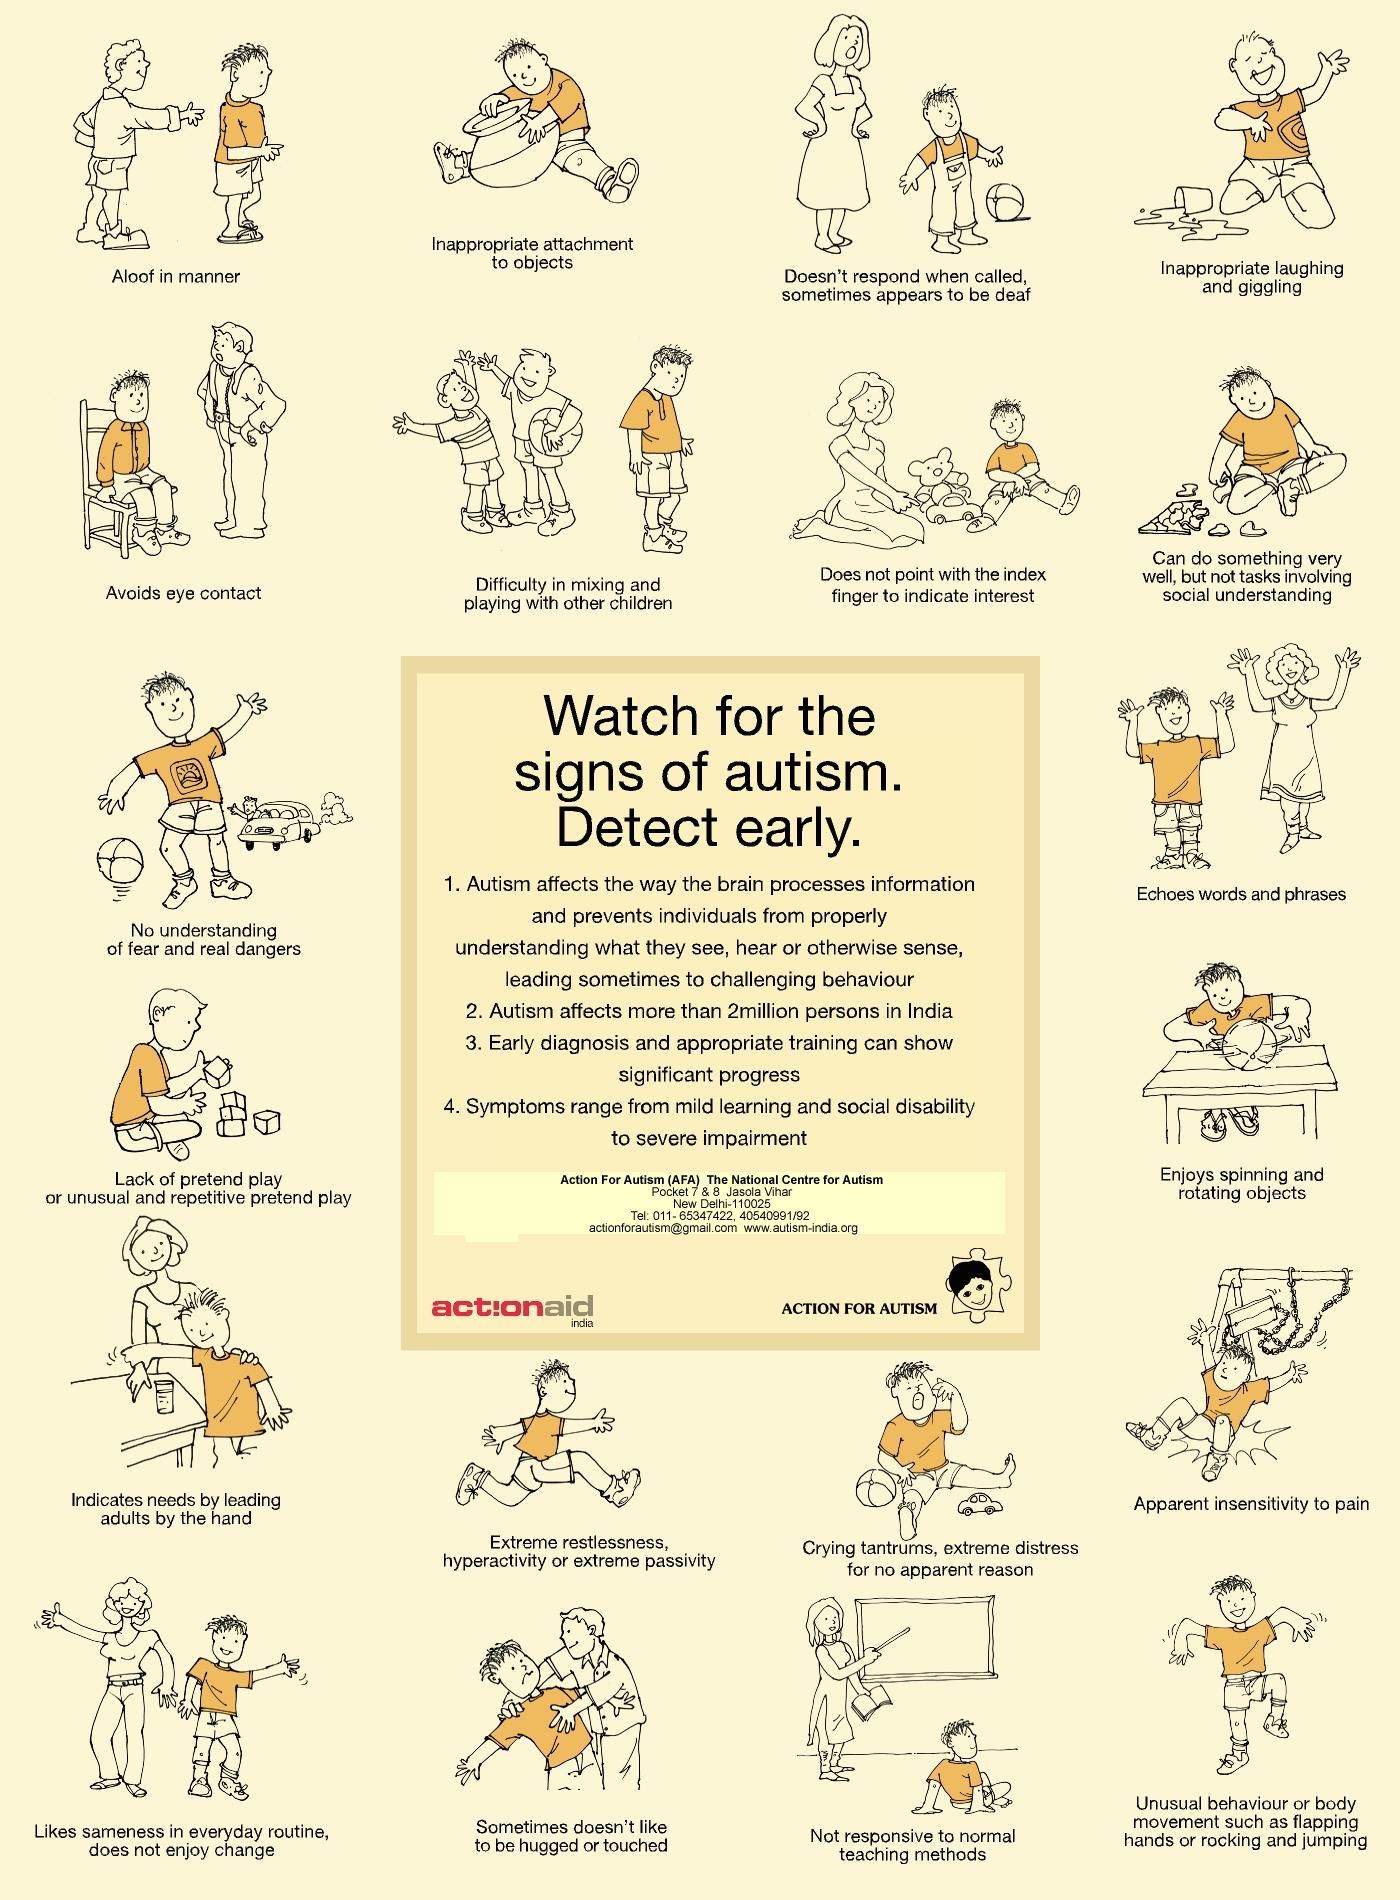 Aloof in manner
Inappropriate attachment
to objects
Doesn't respond when called,
sometimes appears to be deaf
Inappropriate laughing
and giggling
Avoids eye contact
Difficulty in mixing and
playing with other children
Does not point with the index
finger to indicate interest
Can do something very
well, but not tasks involving
social understanding
No understanding
of fear and real dangers
Watch for the
signs of autism.
Detect early.
1. Autism affects the way the brain processes information
and prevents individuals from properly
understanding what they see, hear or otherwise sense,
leading sometimes to challenging behaviour
2. Autism affects more than 2million persons in India
3. Early diagnosis and appropriate training can show
significant progress
4. Symptoms range from mild learning and social disability
to severe impairment
Action For Autism (AFA) The National Centre for Autism
Pocket 7 & 8 Jasola Vihar
New Delhi-110025
Tel: 011- 65347422, 40540991/92
actionforautism@gmail.com www.autism-india.org
act!onaid
india
ACTION FOR AUTISM
Echoes words and phrases
Lack of pretend play
or unusual and repetitive pretend play
Enjoys spinning and
rotating objects
Indicates needs by leading
adults by the hand
Extreme restlessness,
hyperactivity or extreme passivity
Crying tantrums, extreme distress
for no apparent reason
Apparent insensitivity to pain
Likes sameness in everyday routine,
does not enjoy change
Sometimes doesn't like
to be hugged or touched
Not responsive to normal
teaching methods
Unusual behaviour or body
movement such as flapping
hands or rocking and jumping